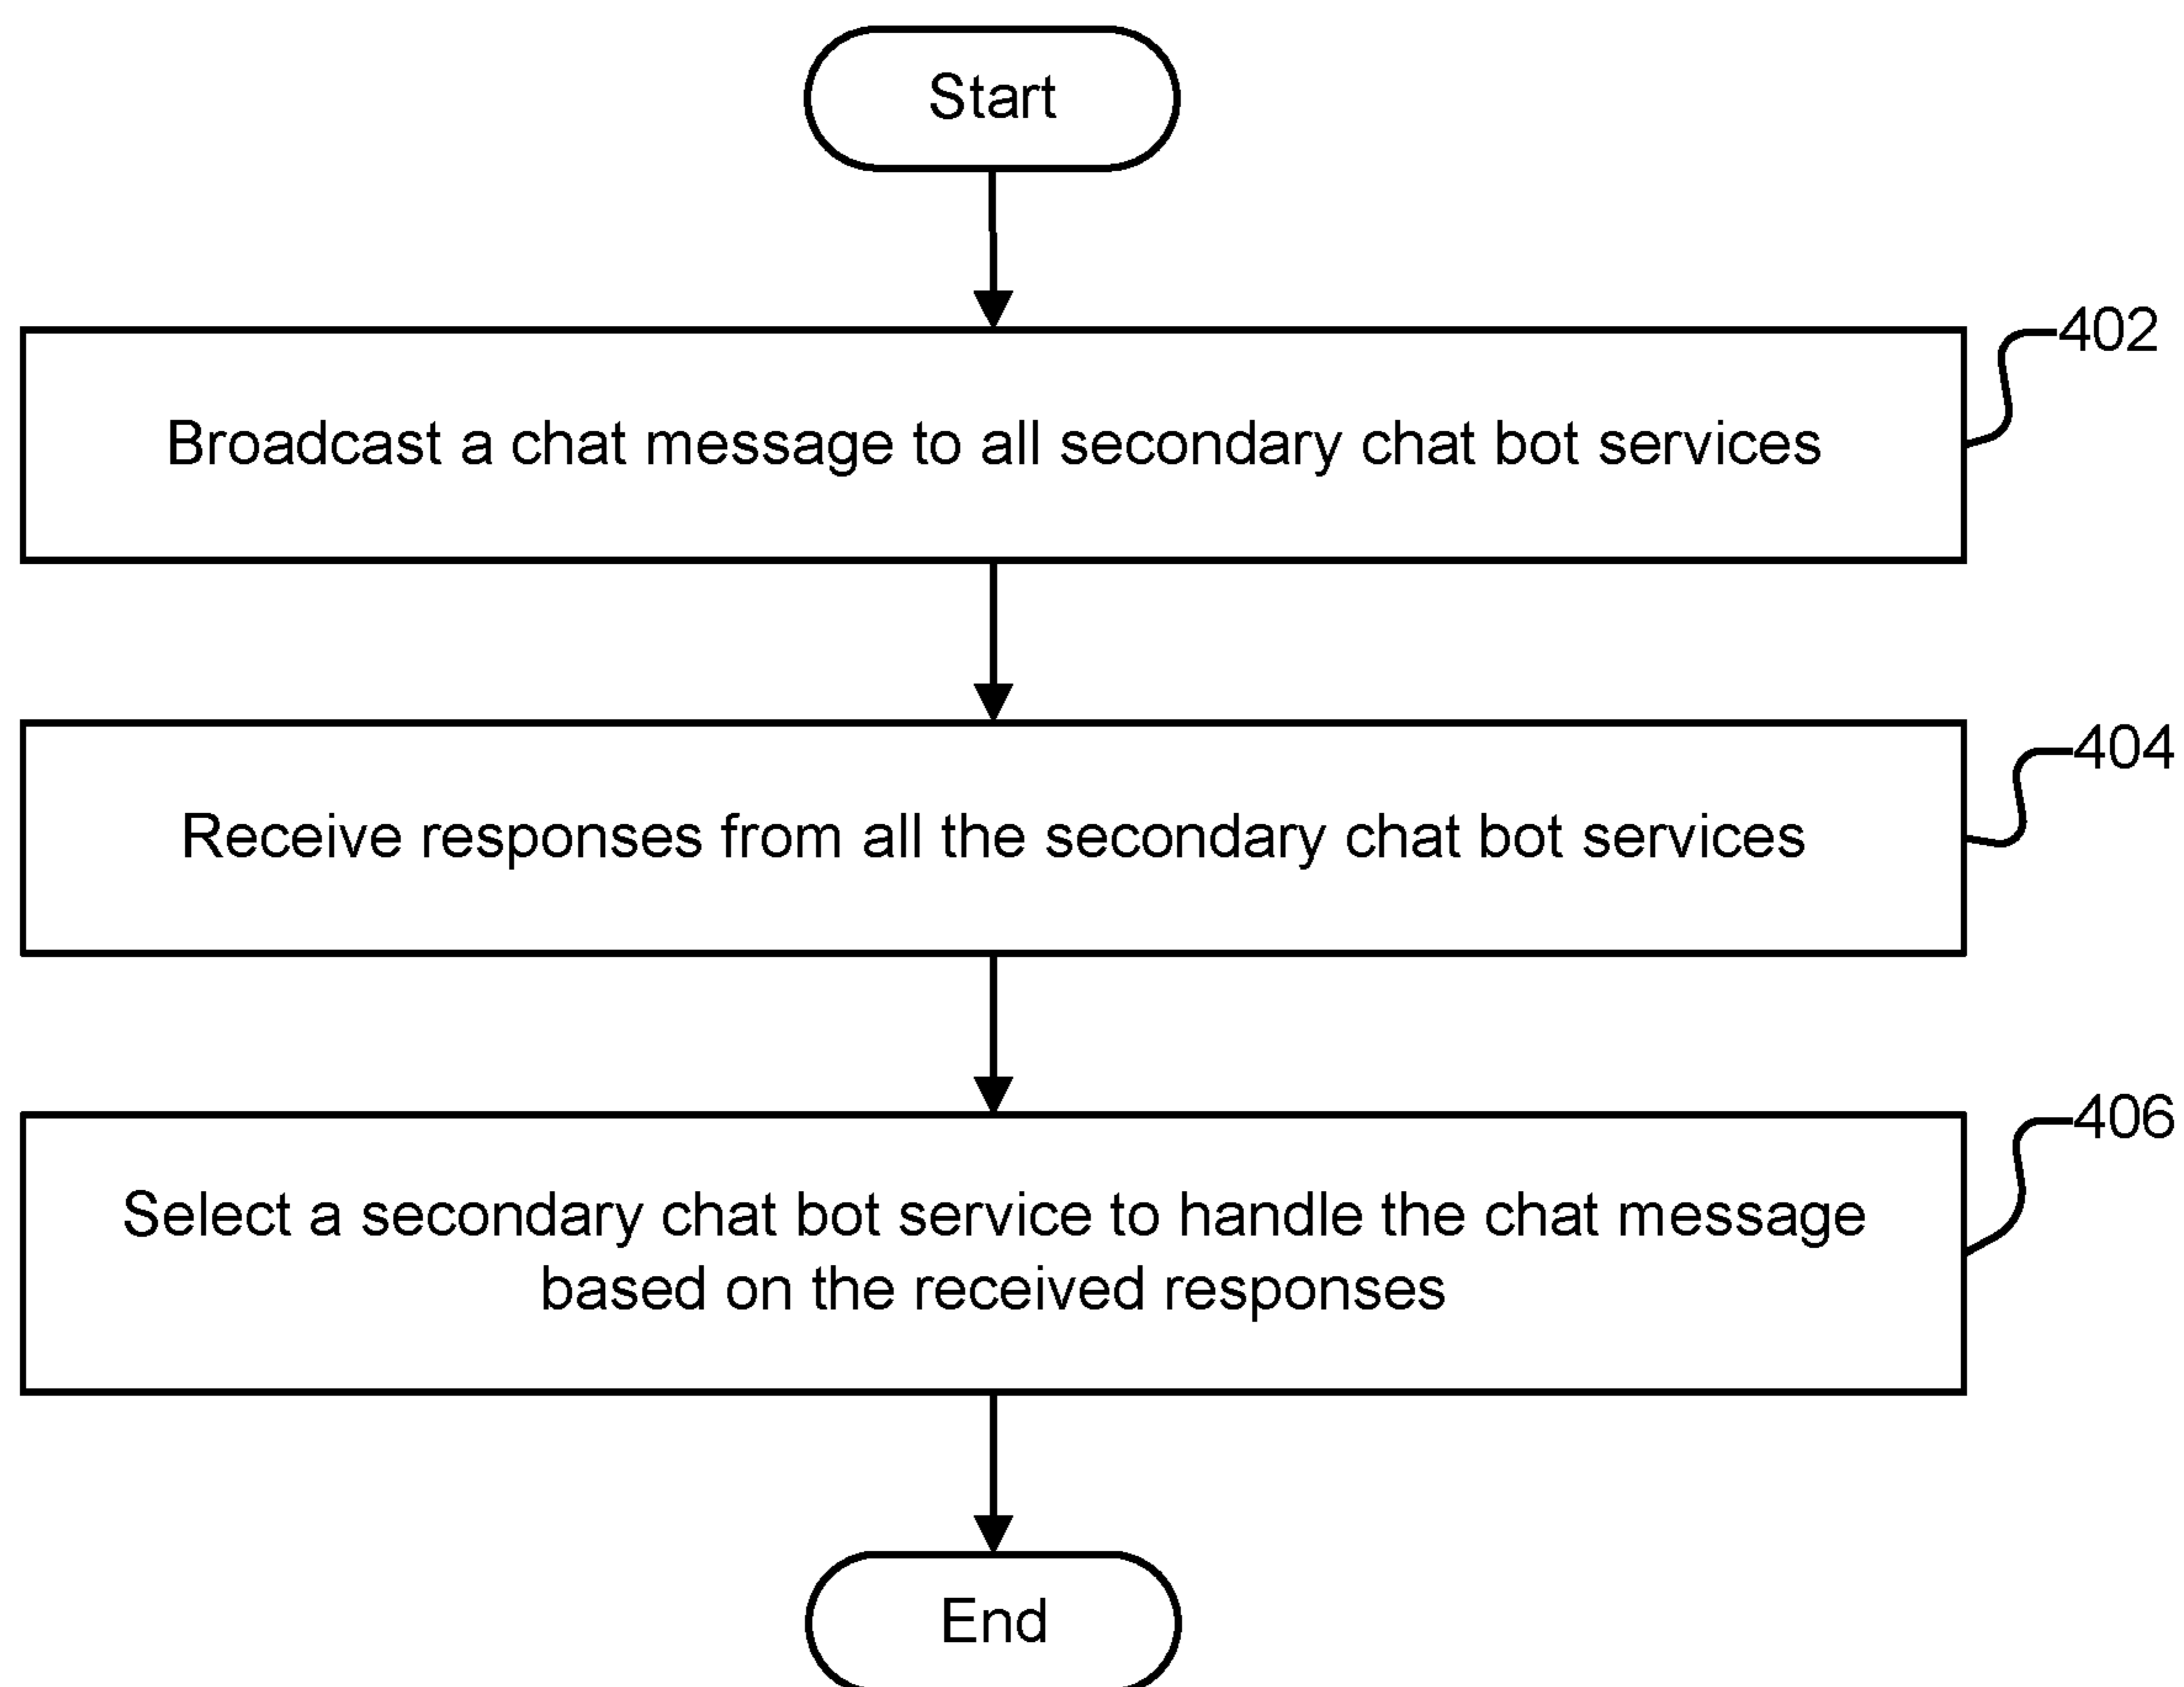 Start
402
Broadcast a chat message to all secondary chat bot services
404
Receive responses from all the secondary chat bot services
406
Select a secondary chat bot service to handle the chat message
based on the received responses
End